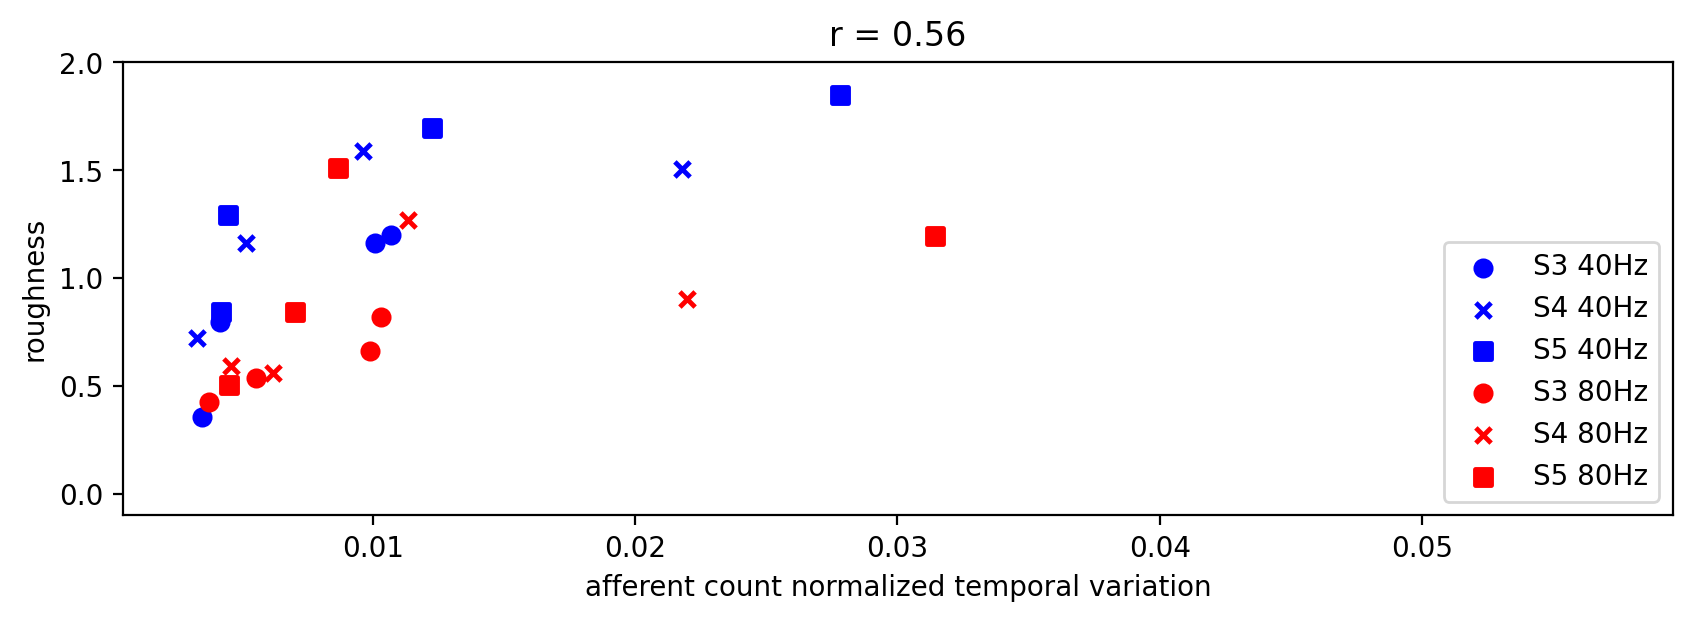 r = 0.56
2.0
1.5
1.0
0.5
0.0
roughness
0.01 0.02 0.03 0.04 0.05
afferent count normalized temporal variation
S3 40Hz
S4 40Hz
S5 40Hz
S3 80Hz
S4 80Hz
S5 80Hz